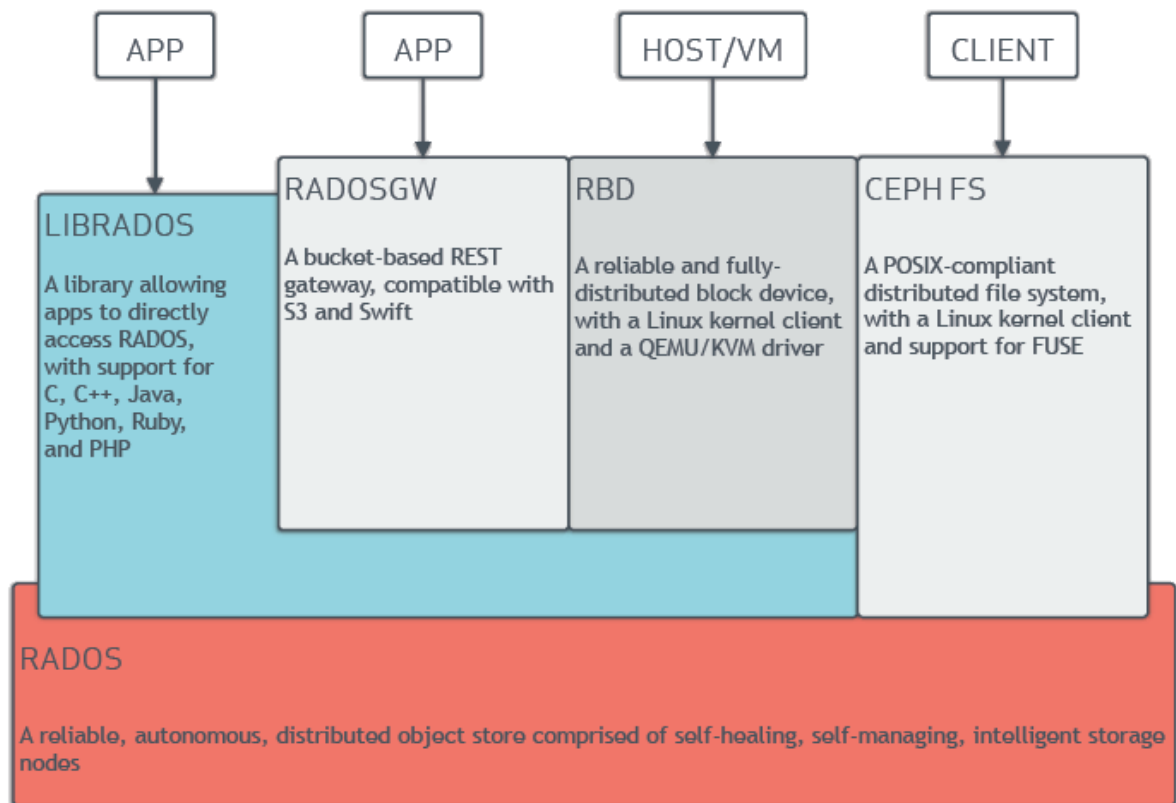 APP
APP
HOST/VM
CLIENT
LIBRADOS
A library allowing
apps to directly
access RADOS,
with support for
C, C++, Java,
Python, Ruby,
and PHP
RADOSGW
A bucket-based REST
gateway, compatible with
S3 and Swift
RBD
A reliable and fully-
distributed block device,
with a Linux kernel client
and a QEMU/KVM driver
CEPH FS
A POSIX-compliant
distributed file system,
with a Linux kernel client
and support for FUSE
RADOS
A reliable, autonomous, distributed object store comprised of self-healing, self-managing, intelligent storage
nodes